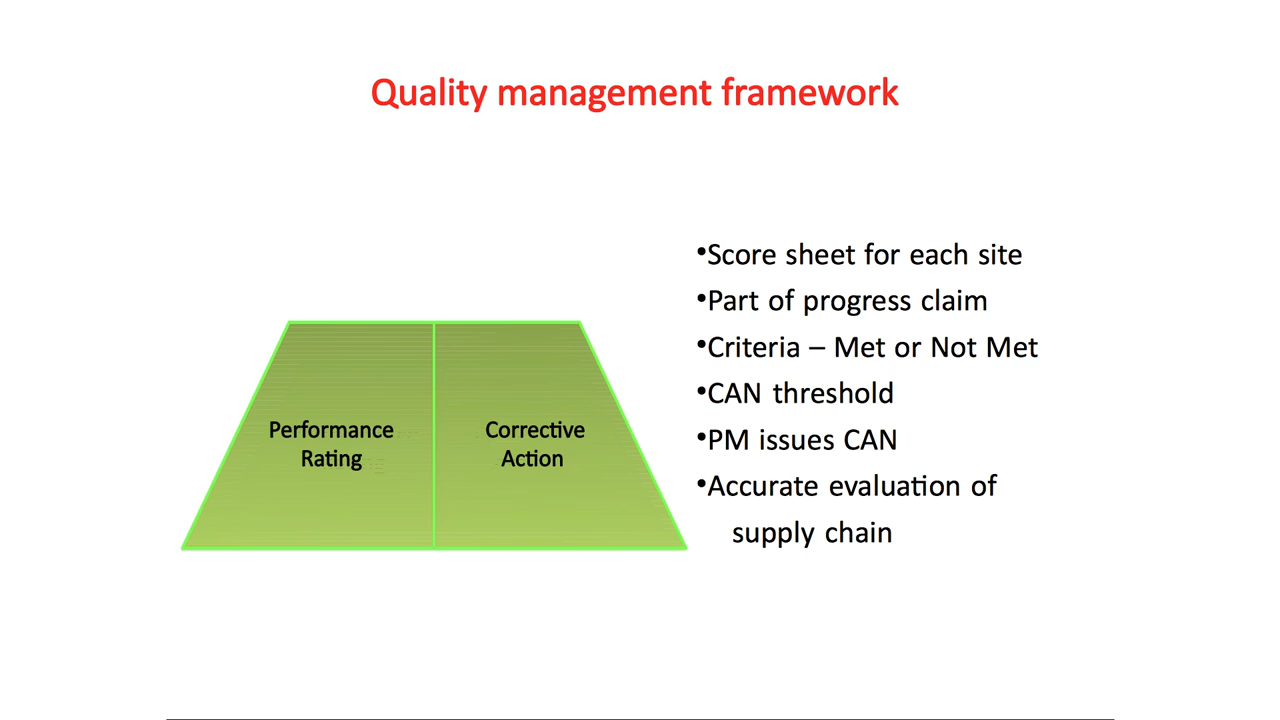 Quality management framework
Performance
Rating
Corrective
Action
•Score sheet for each site
•Part of progress claim
•Criteria – Met or Not Met
•CAN threshold
•PM issues CAN
•Accurate evaluation of
supply chain